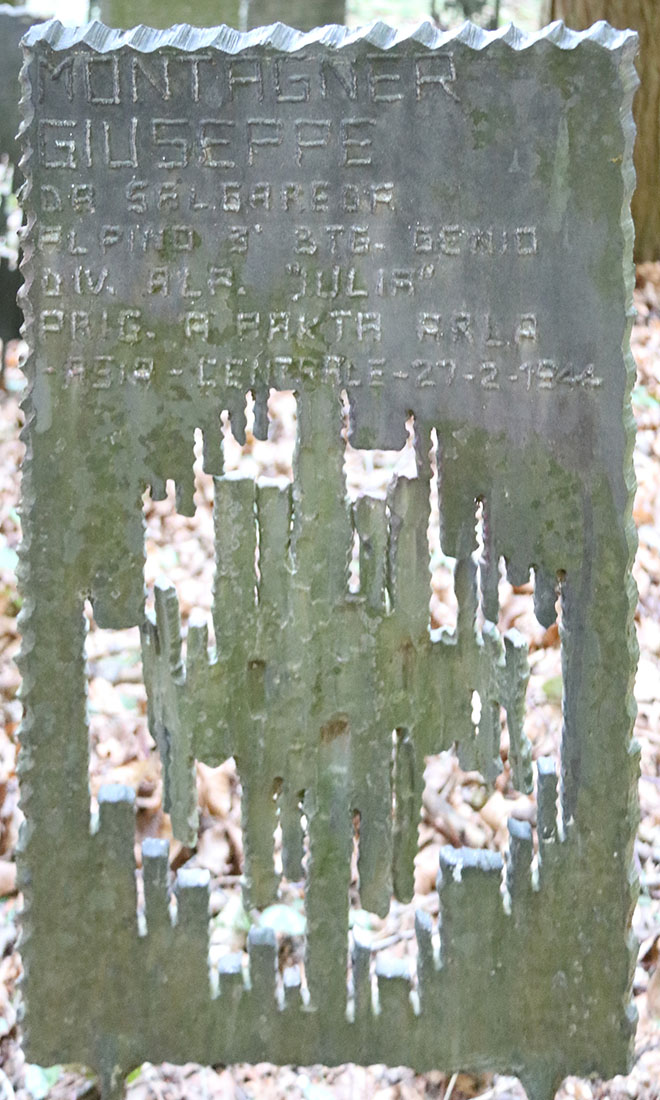 MONTAGNER
GIUSEPPE
DA SALGAREDA
ALPINO 3° BTG. GENIO
DIV. ALP. "JULIA"
PRIG. A PAKTA ARLA
-ASIA-CENTRALE-27-2-1944